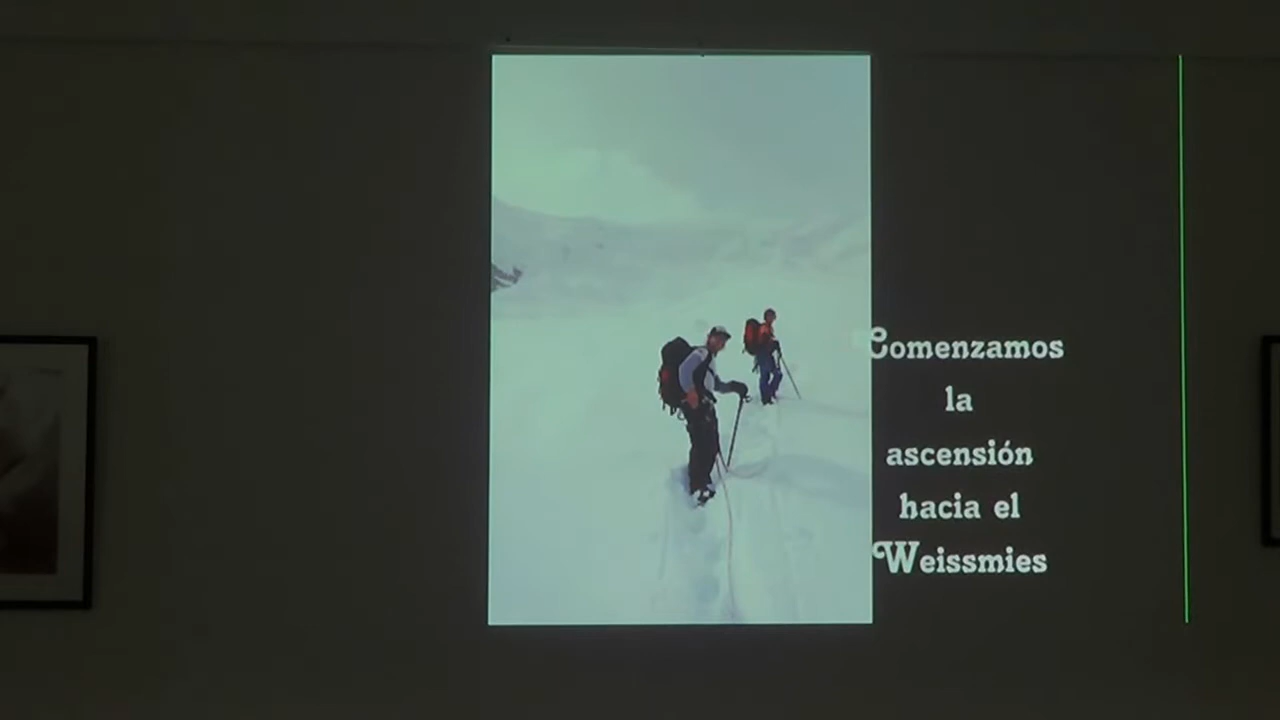 Comenzamos
la
ascensión
hacia el
Weissmies